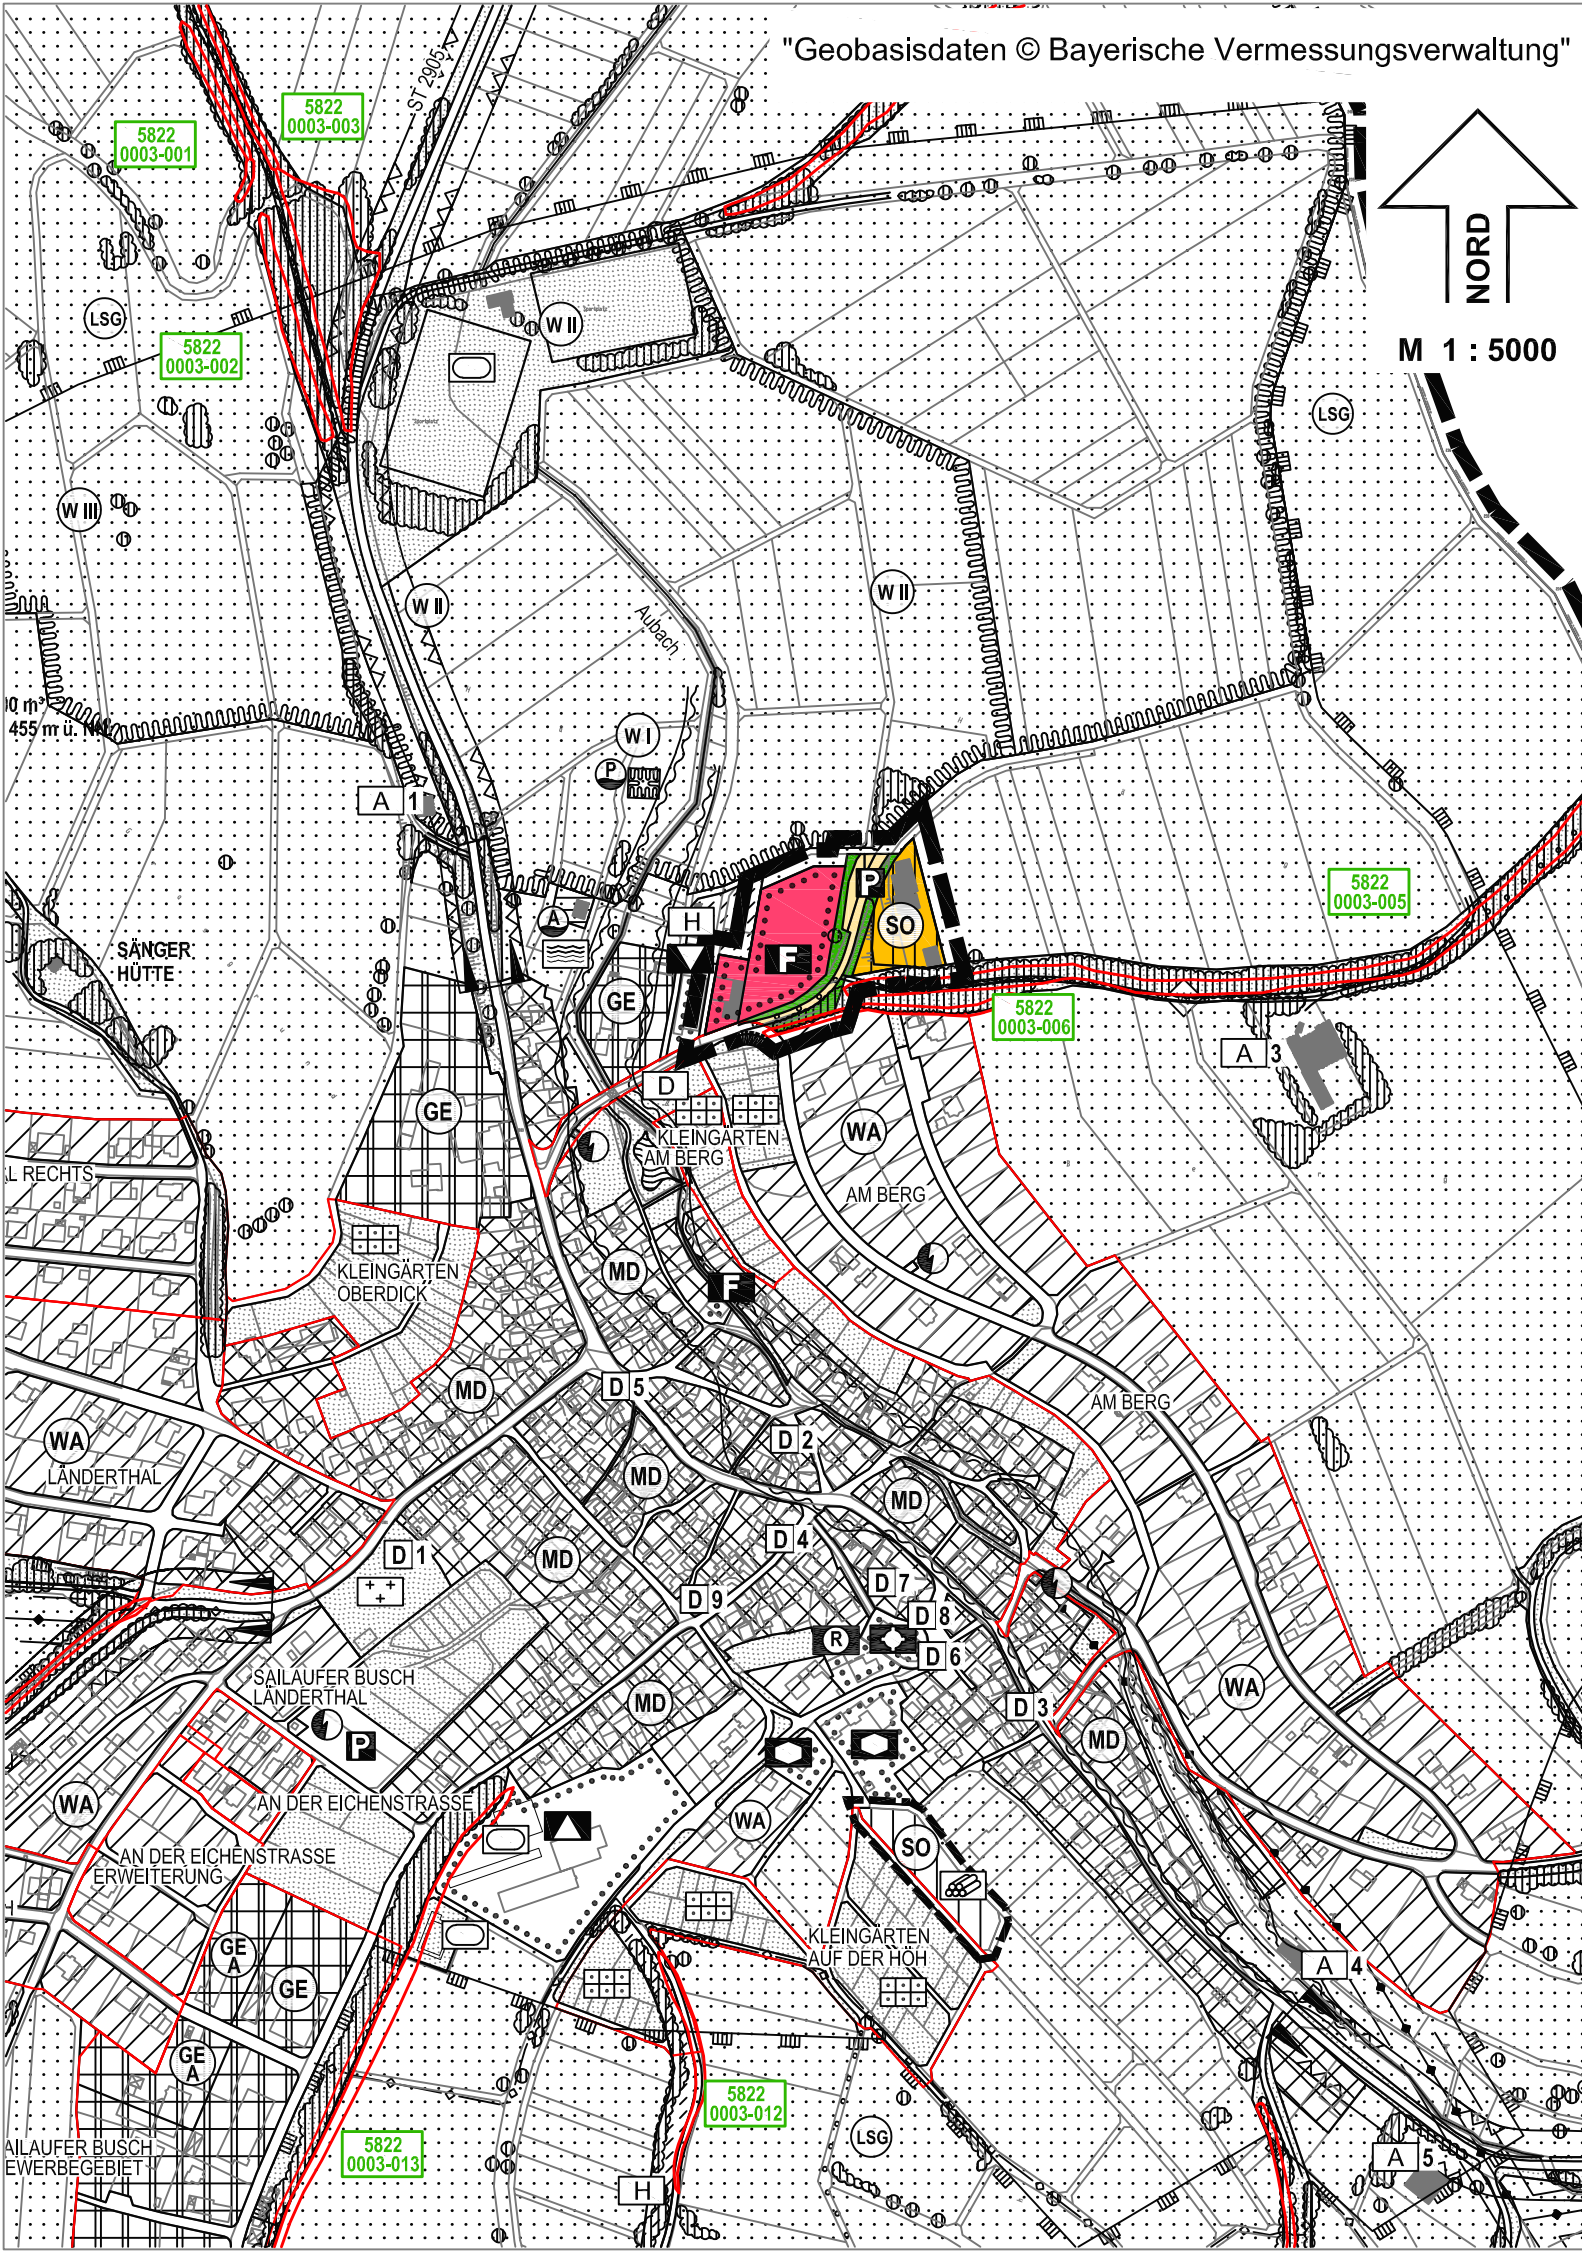 "Geobasisdaten © Bayerische Vermessungsverwaltung"
NORD
M 1 : 5000
ST 2905
5822
0003-003
5822
0003-001
LSG
5822
0003-002
W II
LSG
W III
W II
W II
Aubach
455 m ü. NN
W I
P
A 1
P
5822
0003-005
SÄNGER
HÜTTE
A
H
SO
F
GE
5822
0003-006
A 3
D
GE
KLEINGÄRTEN
AM BERG
WA
L RECHTS
AM BERG
KLEINGÄRTEN
OBERDICK
MD
F
MD
D 5
AM BERG
WA
D 2
LÄNDERTHAL
MD
MD
D 1
MD
D 4
D 7
D 9
D 8
R
D 6
SAILAUFER BUSCH
LÄNDERTHAL
MD
D 3
WA
P
MD
WA
AN DER EICHENSTRASSE
WA
SO
AN DER EICHENSTRASSE
ERWEITERUNG
KLEINGÄRTEN
AUF DER HÖH
GE
A
GE
A 4
GE
A
5822
0003-012
LSG
AILAUFER BUSCH
EWERBEGEBIET
5822
0003-013
A 5
H